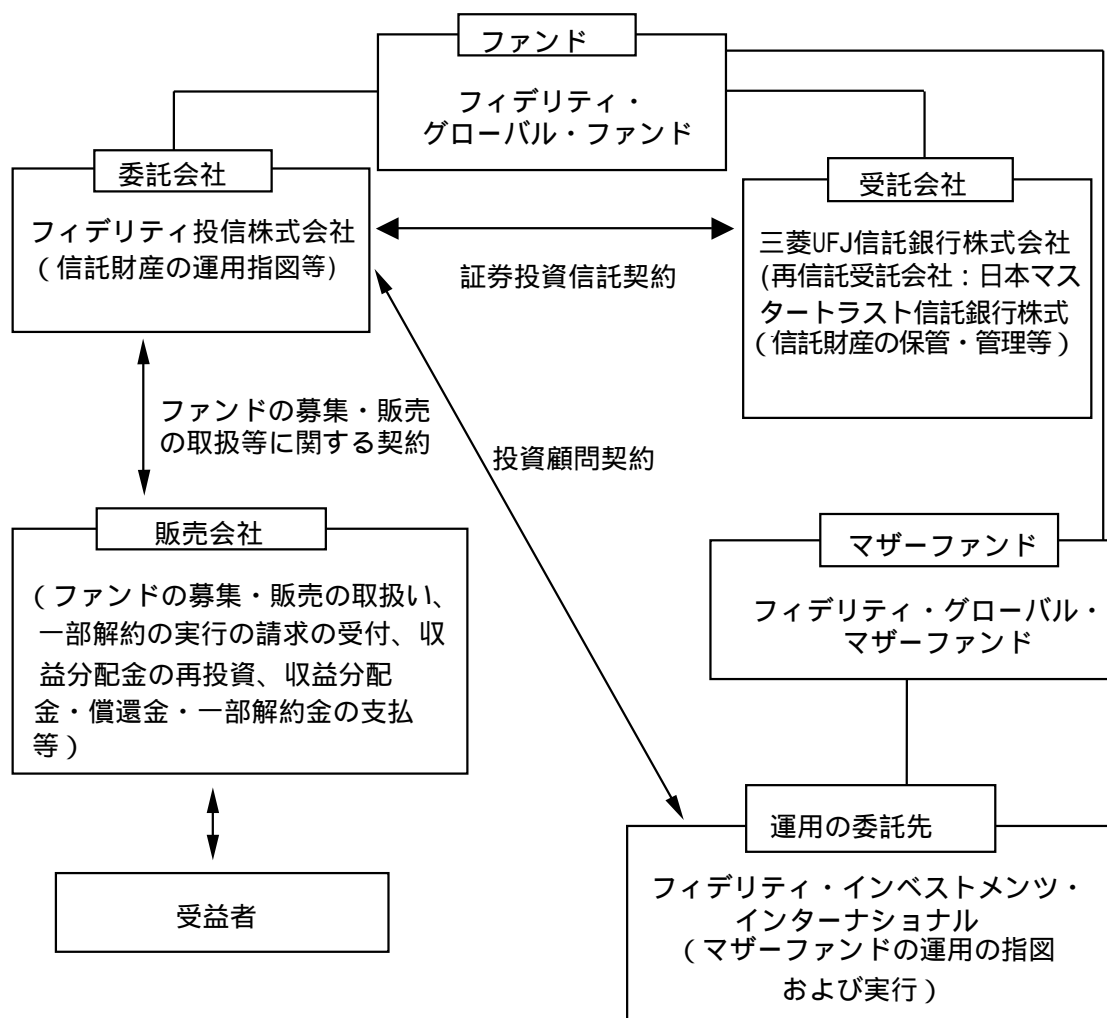 ファンド
フィデリティ・
グローバル・ファンド
委託会社
フィデリティ投信株式会社
(信託財産の運用指図等)
証券投資信託契約
受託会社
三菱UFJ信託銀行株式会社
(再信託受託会社:日本マス
タートラスト信託銀行株式
(信託財産の保管・管理等)
ファンドの募集・販売
の取扱等に関する契約
投資顧問契約
販売会社
(ファンドの募集・販売の取扱い、
一部解約の実行の請求の受付、収
益分配金の再投資、収益分配
金・償還金・一部解約金の支払
等)
マザーファンド
フィデリティ・グローバル・
マザーファンド
運用の委託先
フィデリティ・インベストメンツ・
インターナショナル
(マザーファンドの運用の指図
および実行)
受益者